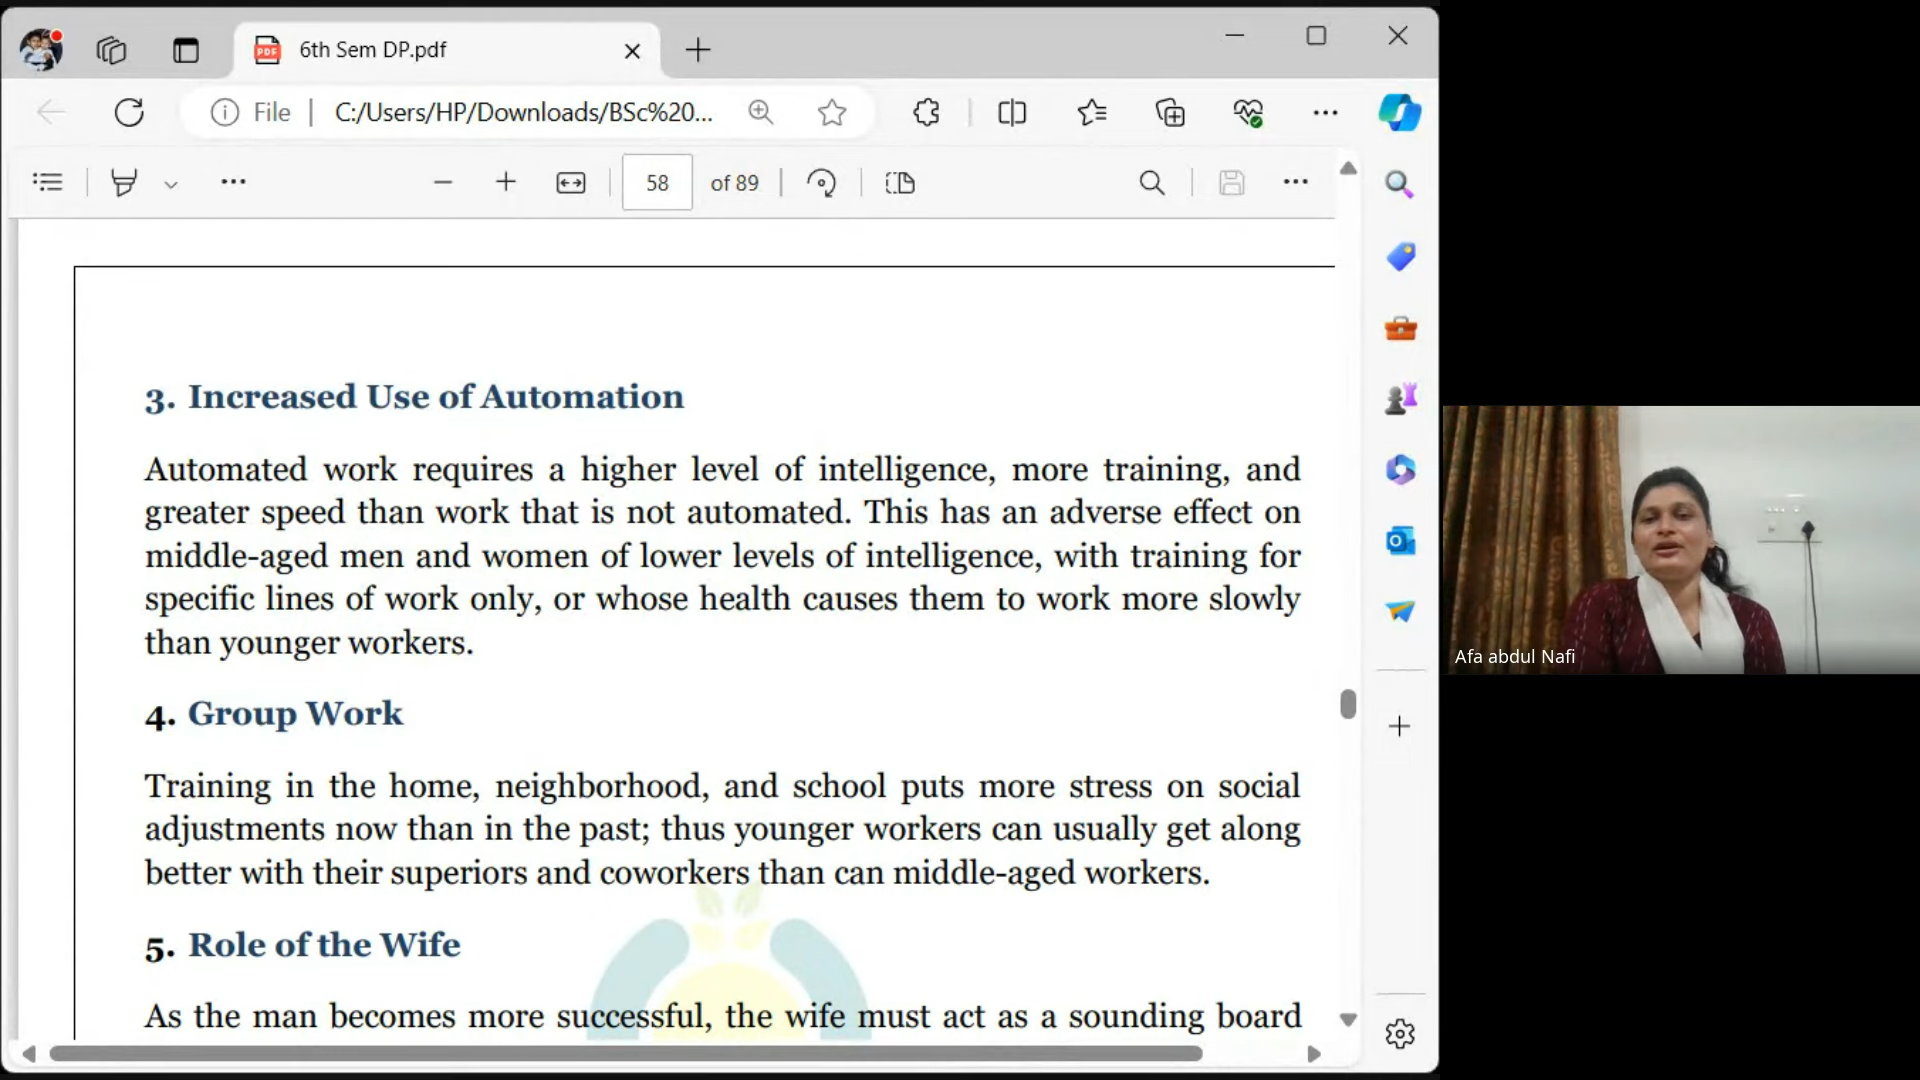 6th Sem DP.pdf
File
C:/Users/HP/Downloads/BSc%20...
58 of 89
3. Increased Use of Automation
Automated work requires a higher level of intelligence, more training, and
greater speed than work that is not automated. This has an adverse effect on
middle-aged men and women of lower levels of intelligence, with training for
specific lines of work only, or whose health causes them to work more slowly
than younger workers.
4. Group Work
Training in the home, neighborhood, and school puts more stress on social
adjustments now than in the past; thus younger workers can usually get along
better with their superiors and coworkers than can middle-aged workers.
5. Role of the Wife
As the man becomes more successful, the wife must act as a sounding board
Afa abdul Nafi